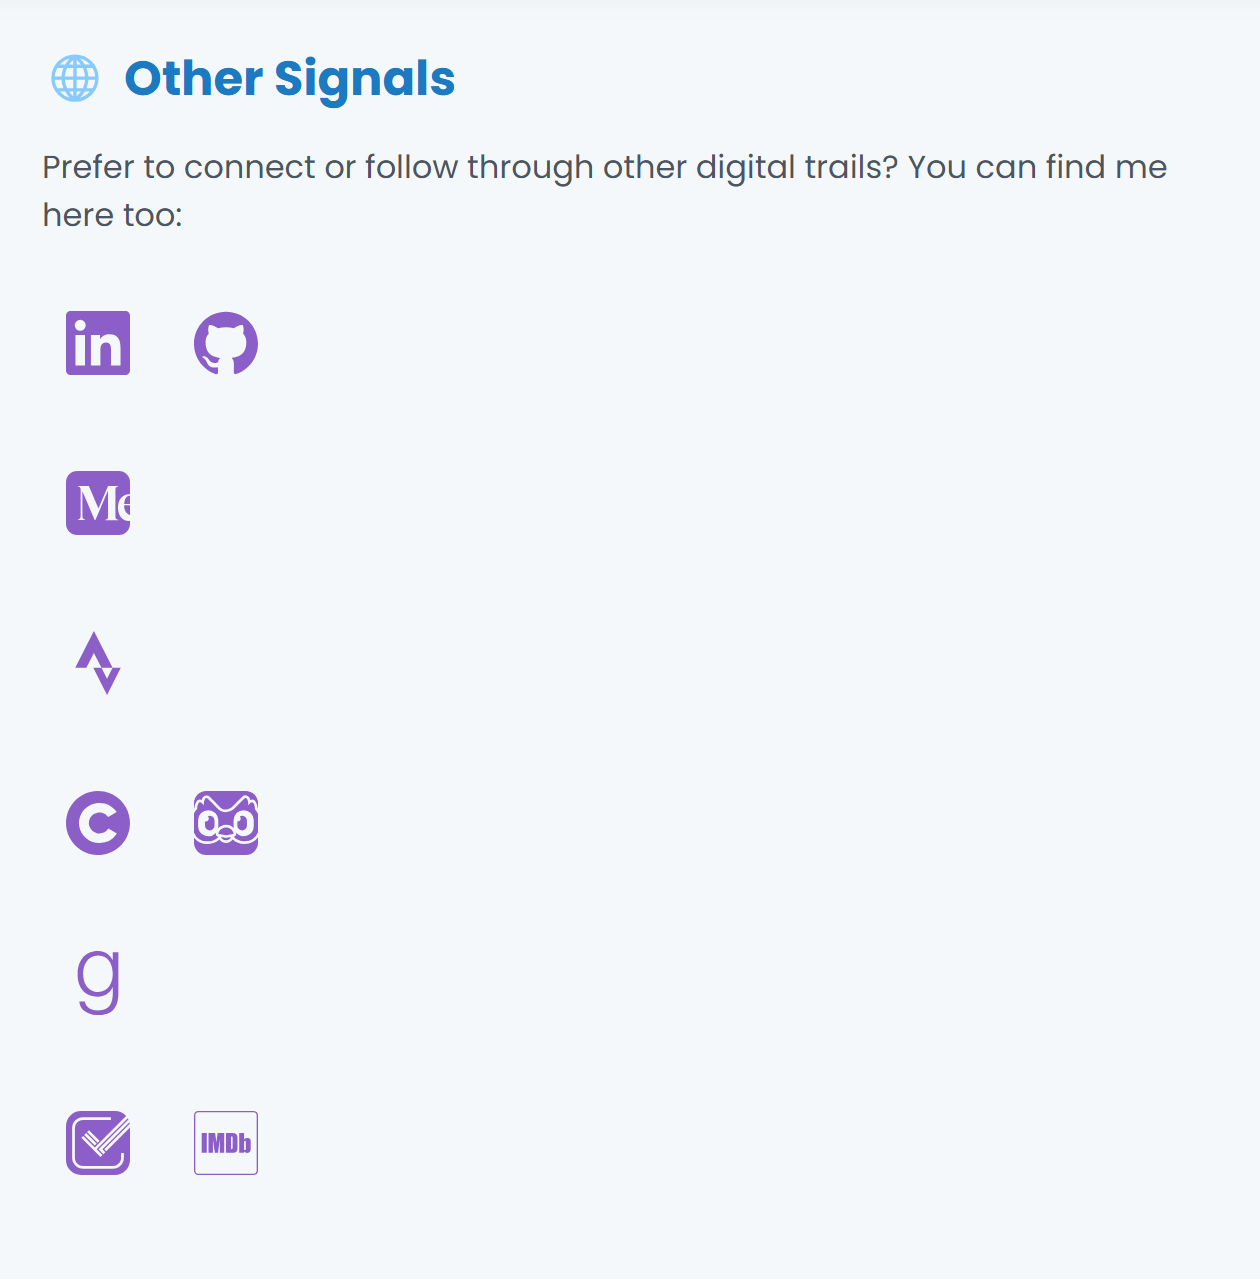 Other Signals
Prefer to connect or follow through other digital trails? You can find me
here too:
in
Me
C
g
IMDb